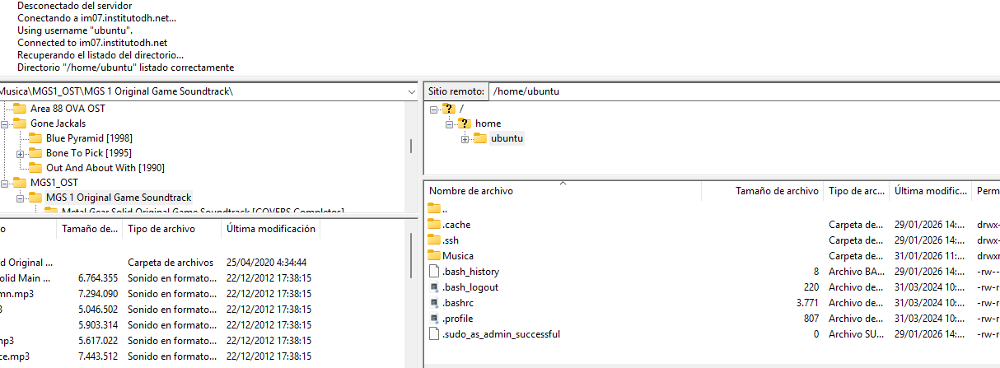 Desconectado del servidor
Conectando a im07.institutodh.net...
Using username "ubuntu".
Connected to im07.institutodh.net
Recuperando el listado del directorio...
Directorio "/home/ubuntu" listado correctamente
Musica\MGS1_OST\MGS 1 Original Game Soundtrack\
Area 88 OVA OST
Gone Jackals
Blue Pyramid [1998]
Bone To Pick [1995]
Out And About With [1990]
MGS1_OST
MGS 1 Original Game Soundtrack
Metal Gear Solid Original Game Soundtrack [COVERS Completos]
Tamaño de... Tipo de archivo Última modificación
d Original ... Carpeta de archivos 25/04/2020 4:34:44
olid Main ... 6.764.355 Sonido en formato... 22/12/2012 17:38:15
mn.mp3 7.294.090 Sonido en formato... 22/12/2012 17:38:15
3 5.046.502 Sonido en formato... 22/12/2012 17:38:15
5.903.314 Sonido en formato... 22/12/2012 17:38:15
mp3 5.617.022 Sonido en formato... 22/12/2012 17:38:15
ce.mp3 7.443.512 Sonido en formato... 22/12/2012 17:38:15
Sitio remoto: /home/ubuntu
/
home
ubuntu
Nombre de archivo Tamaño de archivo Tipo de arc... Última modific... Perm
..
.cache Carpeta de... 29/01/2026 14:... drwx-
.ssh Carpeta de... 29/01/2026 14:... drwx-
Musica Carpeta de... 31/01/2026 11:... drwxr
.bash_history 8 Archivo BA... 29/01/2026 14:... -rw--
.bash_logout 220 Archivo de... 31/03/2024 10:... -rw-r
.bashrc 3.771 Archivo de... 31/03/2024 10:... -rw-r
.profile 807 Archivo de... 31/03/2024 10:... -rw-r
.sudo_as_admin_successful 0 Archivo SU... 29/01/2026 14:... -rw-r